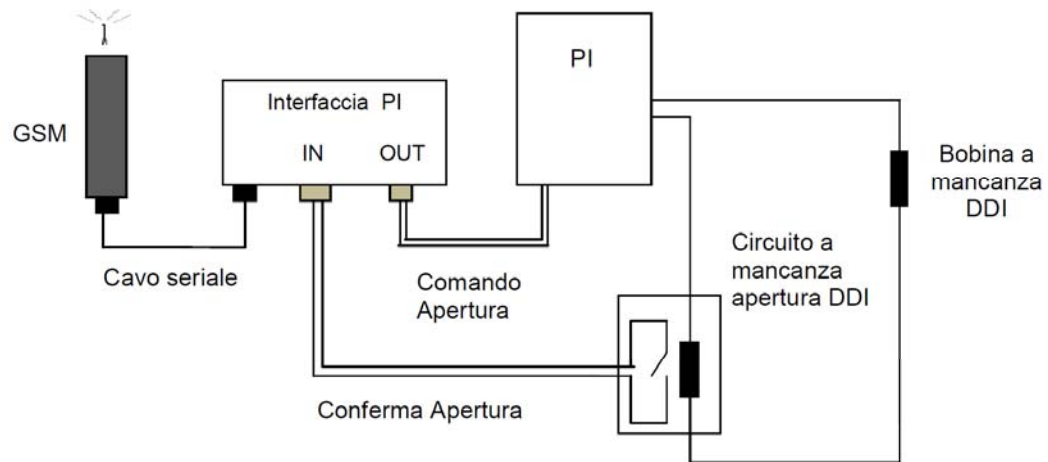 GSM
Interfaccia PI
IN
OUT
PI
Bobina a
mancanza
DDI
Cavo seriale
Comando
Apertura
Circuito a
mancanza
apertura DDI
Conferma Apertura